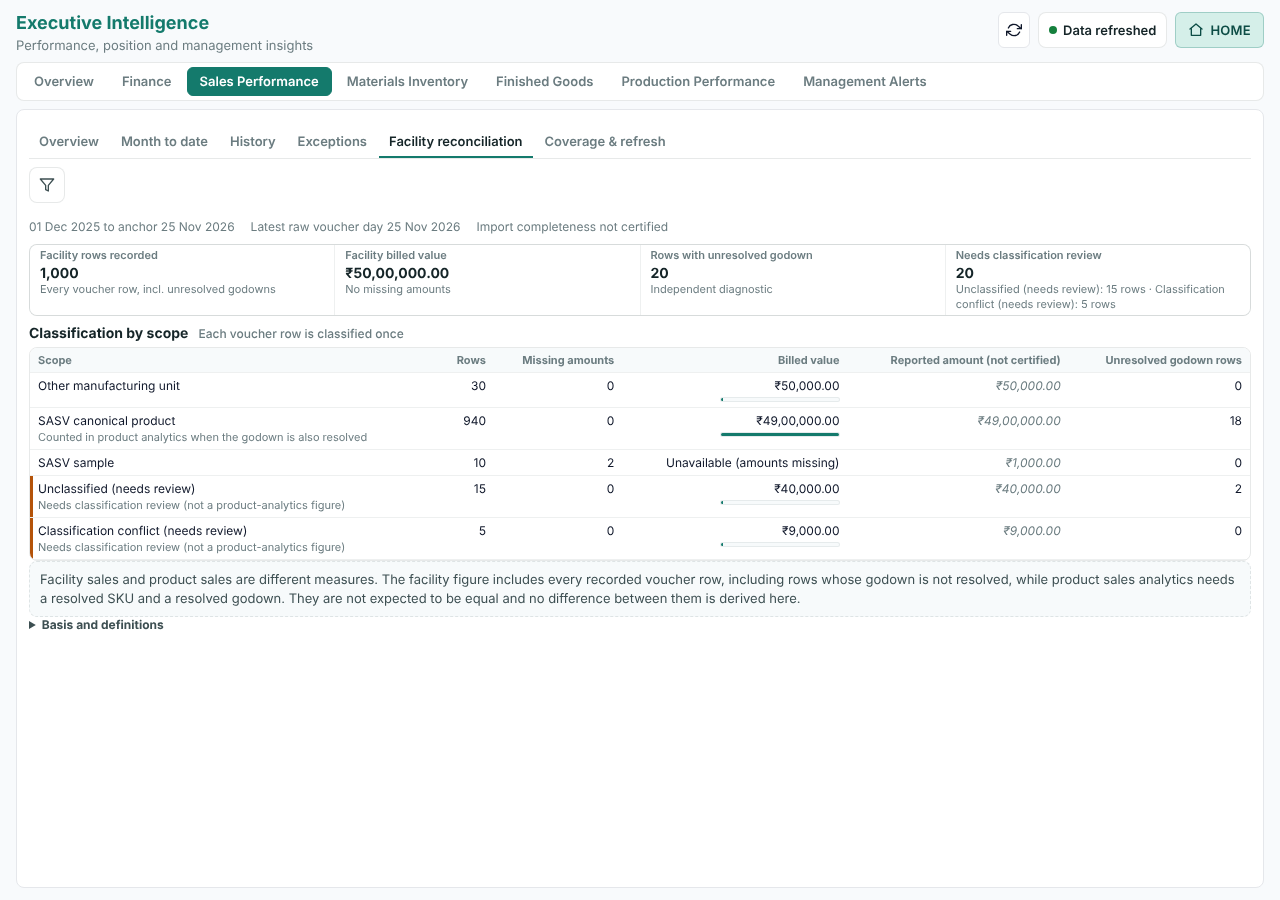 Executive Intelligence
Performance, position and management insights
Data refreshed
HOME
Overview
Finance
Sales Performance
Materials Inventory
Finished Goods
Production Performance
Management Alerts
Overview
Month to date
History
Exceptions
Facility reconciliation
Coverage & refresh
01 Dec 2025 to anchor 25 Nov 2026 Latest raw voucher day 25 Nov 2026 Import completeness not certified
Facility rows recorded
1,000
Every voucher row, incl. unresolved godowns
Facility billed value
₹50,00,000.00
No missing amounts
Rows with unresolved godown
20
Independent diagnostic
Needs classification review
20
Unclassified (needs review): 15 rows · Classification
conflict (needs review): 5 rows
Classification by scope Each voucher row is classified once
Scope Rows Missing amounts Billed value Reported amount (not certified) Unresolved godown rows
Other manufacturing unit 30 0 ₹50,000.00 ₹50,000.00 0
SASV canonical product 940 0 ₹49,00,000.00 ₹49,00,000.00 18
Counted in product analytics when the godown is also resolved
SASV sample 10 2 Unavailable (amounts missing) ₹1,000.00 0
Unclassified (needs review) 15 0 ₹40,000.00 ₹40,000.00 2
Needs classification review (not a product-analytics figure)
Classification conflict (needs review) 5 0 ₹9,000.00 ₹9,000.00 0
Needs classification review (not a product-analytics figure)
Facility sales and product sales are different measures. The facility figure includes every recorded voucher row, including rows whose godown is not resolved, while product sales analytics needs
a resolved SKU and a resolved godown. They are not expected to be equal and no difference between them is derived here.
Basis and definitions